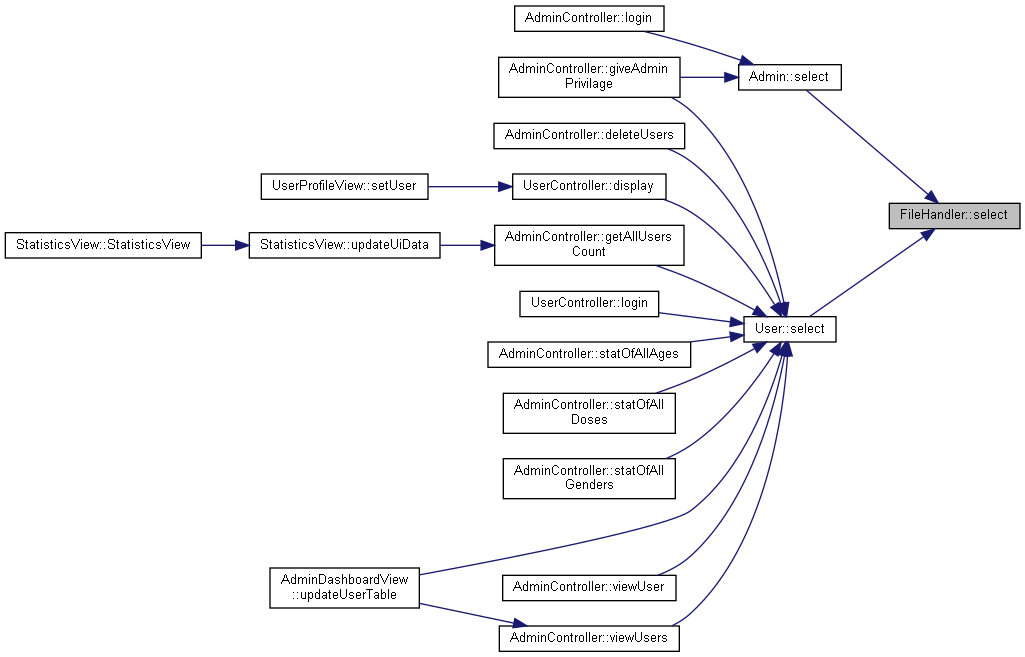 AdminController::login
AdminController::giveAdmin
Privilage
Admin::select
AdminController::deleteUsers
UserProfileView::setUser
UserController::display
FileHandler::select
StatisticsView::StatisticsView
StatisticsView::updateUiData
AdminController::getAllUsers
Count
UserController::login
User::select
AdminController::statOfAllAges
AdminController::statOfAll
Doses
AdminController::statOfAll
Genders
AdminDashboardView
::updateUserTable
AdminController::viewUser
AdminController::viewUsers